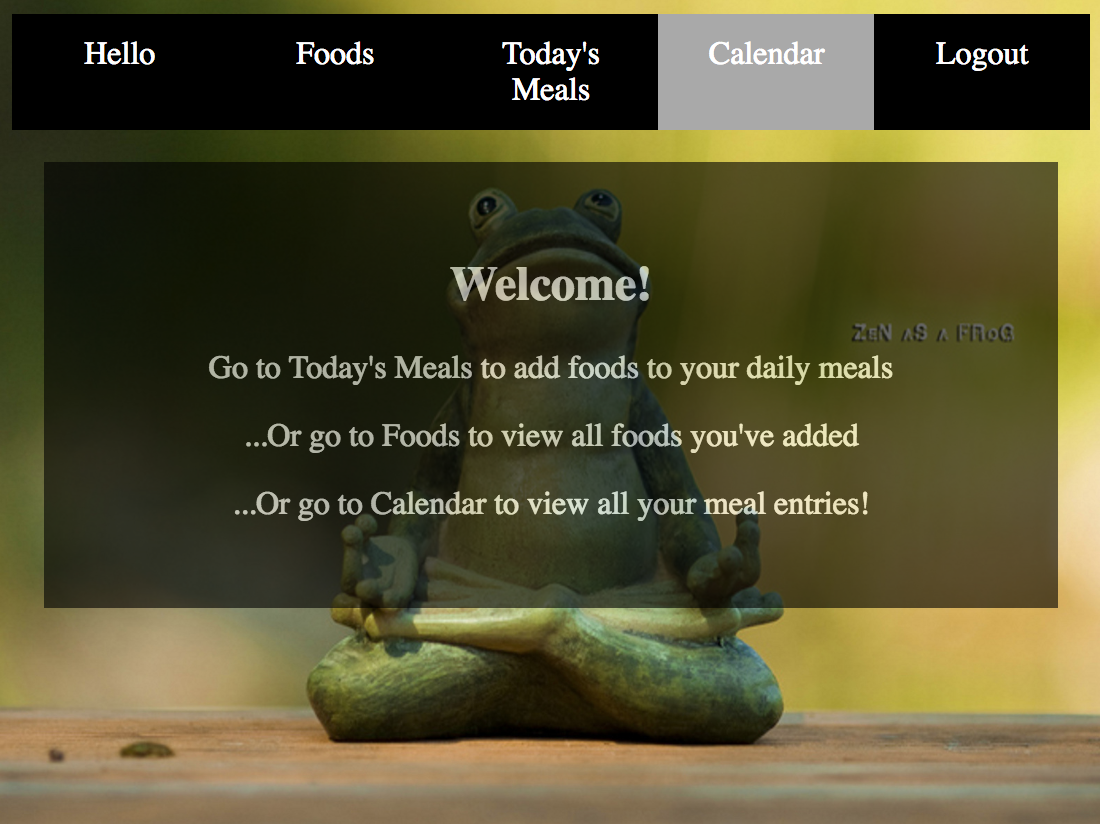 Hello
Foods
Today's
Meals
Calendar
Logout
Welcome!
ZeN AS A FRoG
Go to Today's Meals to add foods to your daily meals
...Or go to Foods to view all foods you've added
...Or go to Calendar to view all your meal entries!